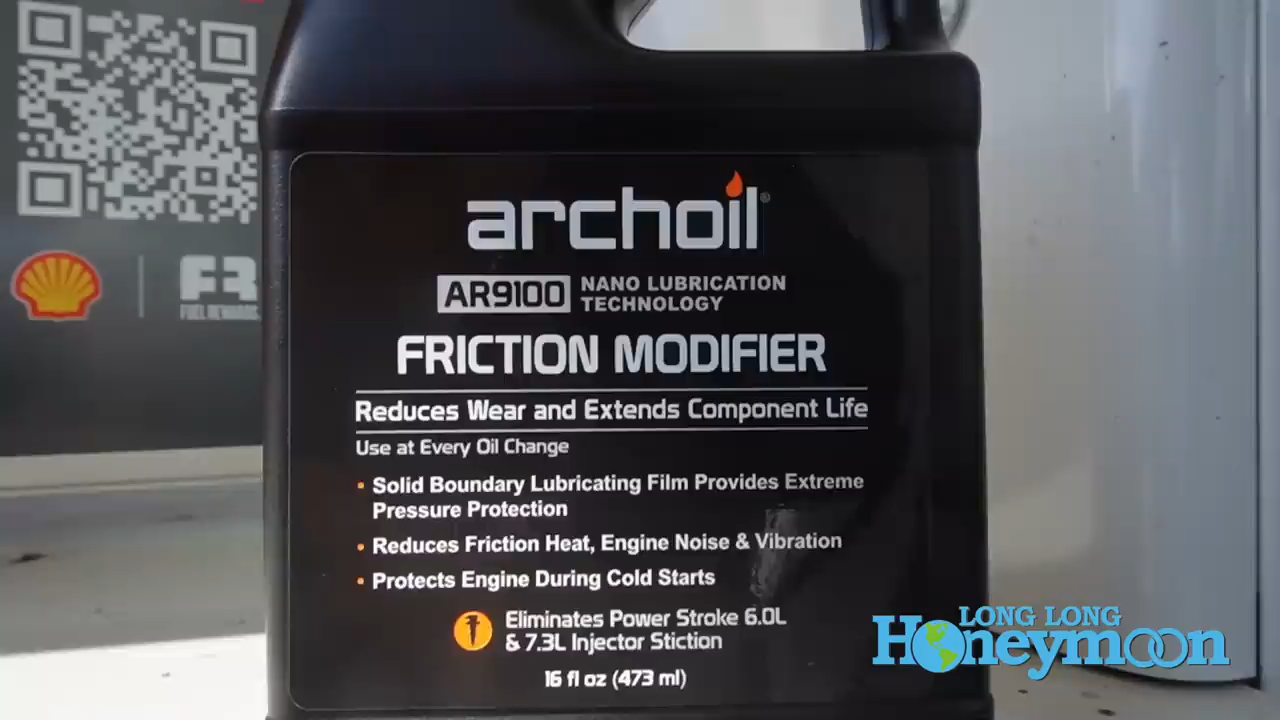 archoil®
AR9100
NANO LUBRICATION
TECHNOLOGY
FRICTION MODIFIER
Reduces Wear and Extends Component Life
Use at Every Oil Change
• Solid Boundary Lubricating Film Provides Extreme
Pressure Protection
• Reduces Friction Heat, Engine Noise & Vibration
• Protects Engine During Cold Starts
Eliminates Power Stroke 6.0L
& 7.3L Injector Stiction
16 fl oz (473 ml)
FR
LONG LONG
Honeymoon